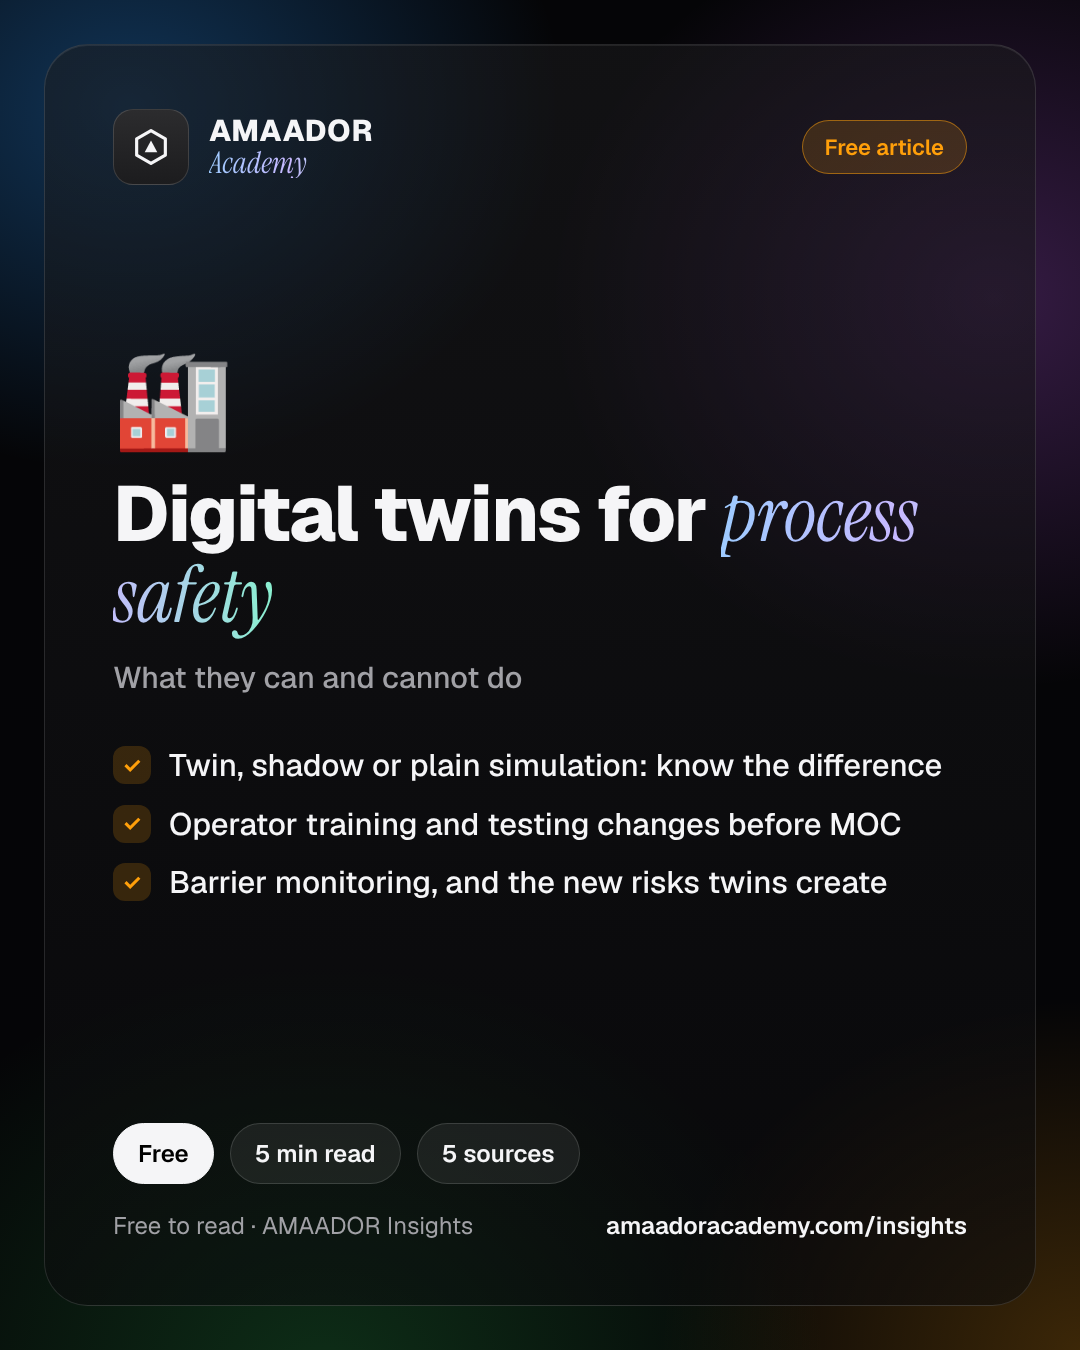 AMAADOR
Academy
Free article
Digital twins for process
safety
What they can and cannot do
Twin, shadow or plain simulation: know the difference
Operator training and testing changes before MOC
Barrier monitoring, and the new risks twins create
Free
5 min read
5 sources
Free to read · AMAADOR Insights
amaadoracademy.com/insights